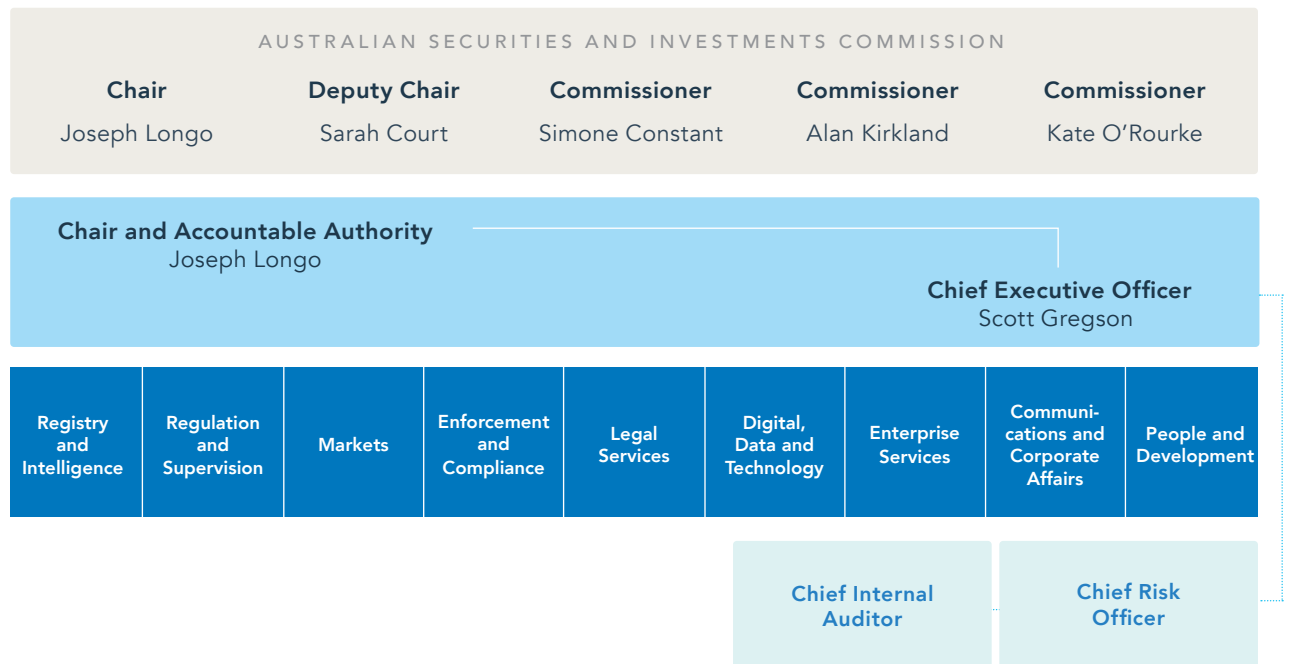 AUSTRALIAN SECURITIES AND INVESTMENTS COMMISSION
Chair
Joseph Longo
Deputy Chair
Sarah Court
Commissioner
Simone Constant
Commissioner
Alan Kirkland
Commissioner
Kate O’Rourke
Chair and Accountable Authority
Joseph Longo
Chief Executive Officer
Scott Gregson
Registry
and
Intelligence
Regulation
and
Supervision
Markets
Enforcement
and
Compliance
Legal
Services
Digital,
Data and
Technology
Enterprise
Services
Communi-
cations and
Corporate
Affairs
People and
Development
Chief Internal
Auditor
Chief Risk
Officer